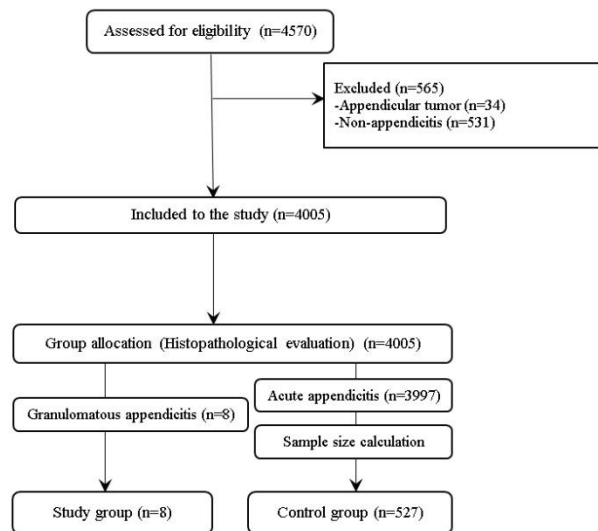 Assessed for eligibility (n=4570)
Excluded (n=565)
-Appendicular tumor (n=34)
-Non-appendicitis (n=531)
Included to the study (n=4005)
Group allocation (Histopathological evaluation) (n=4005)
Granulomatous appendicitis (n=8)
Acute appendicitis (n=3997)
Sample size calculation
Study group (n=8)
Control group (n=527)